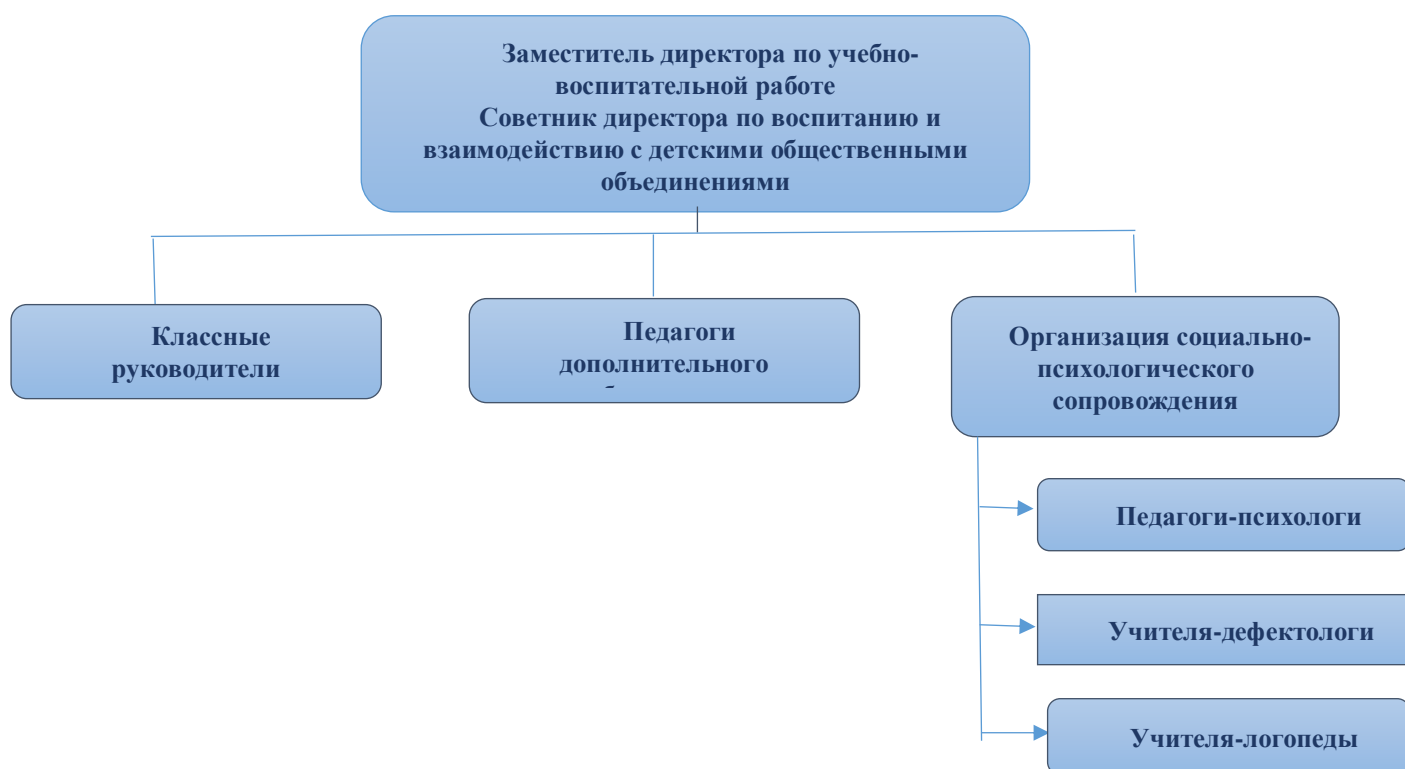 Заместитель директора по учебно-
воспитательной работе
Советник директора по воспитанию и
взаимодействию с детскими общественными
объединениями
Классные
руководители
Педагоги
дополнительного
Организация социально-
психологического
сопровождения
Педагоги-психологи
Учителя-дефектологи
Учителя-логопеды